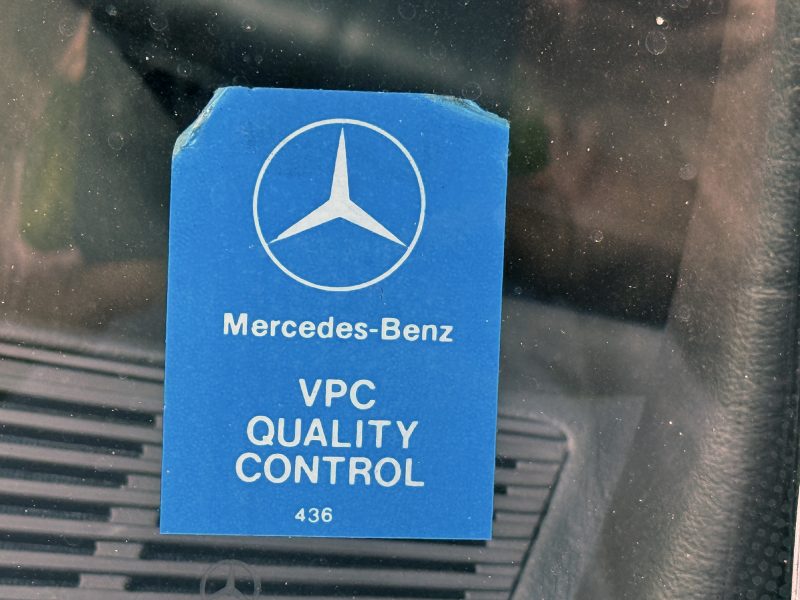 Mercedes-Benz
VPC
QUALITY
CONTROL
436